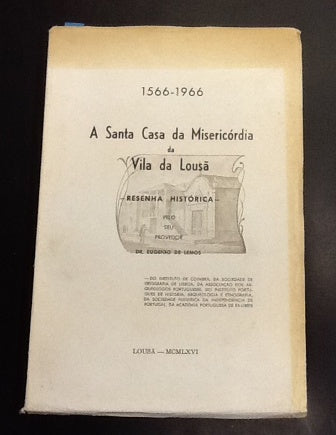 1566-1966
A Santa Casa da Misericórdia
da
Vila da Lousã
—RESENHA HISTÓRICA—
PELO
SEU
PROVEDOR
DR. EUGÉNIO DE LEMOS
—DO INSTITUTO DE COIMBRA, DA SOCIEDADE DE
GEOGRAFIA DE LISBOA, DA ASSOCIAÇÃO DOS AR-
QUEÓLOGOS PORTUGUESES, DO INSTITUTO PORTU-
GUÊS DE HISTÓRIA, ARQUEOLOGIA E ETNOGRAFIA,
DA SOCIEDADE HISTÓRICA DA INDEPENDÊNCIA DE
PORTUGAL, DA ACADEMIA PORTUGUESA DE EX-LIBRIS
LOUSÃ — MCMLXVI